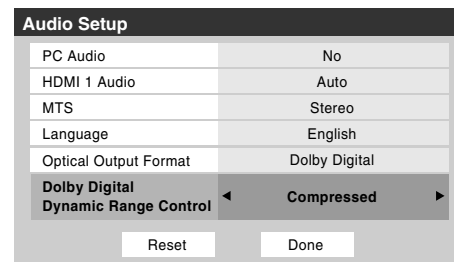 Audio Setup
PC Audio No
HDMI 1 Audio Auto
MTS Stereo
Language English
Optical Output Format Dolby Digital
Dolby Digital
Dynamic Range Control ◀ Compressed ▶
Reset Done